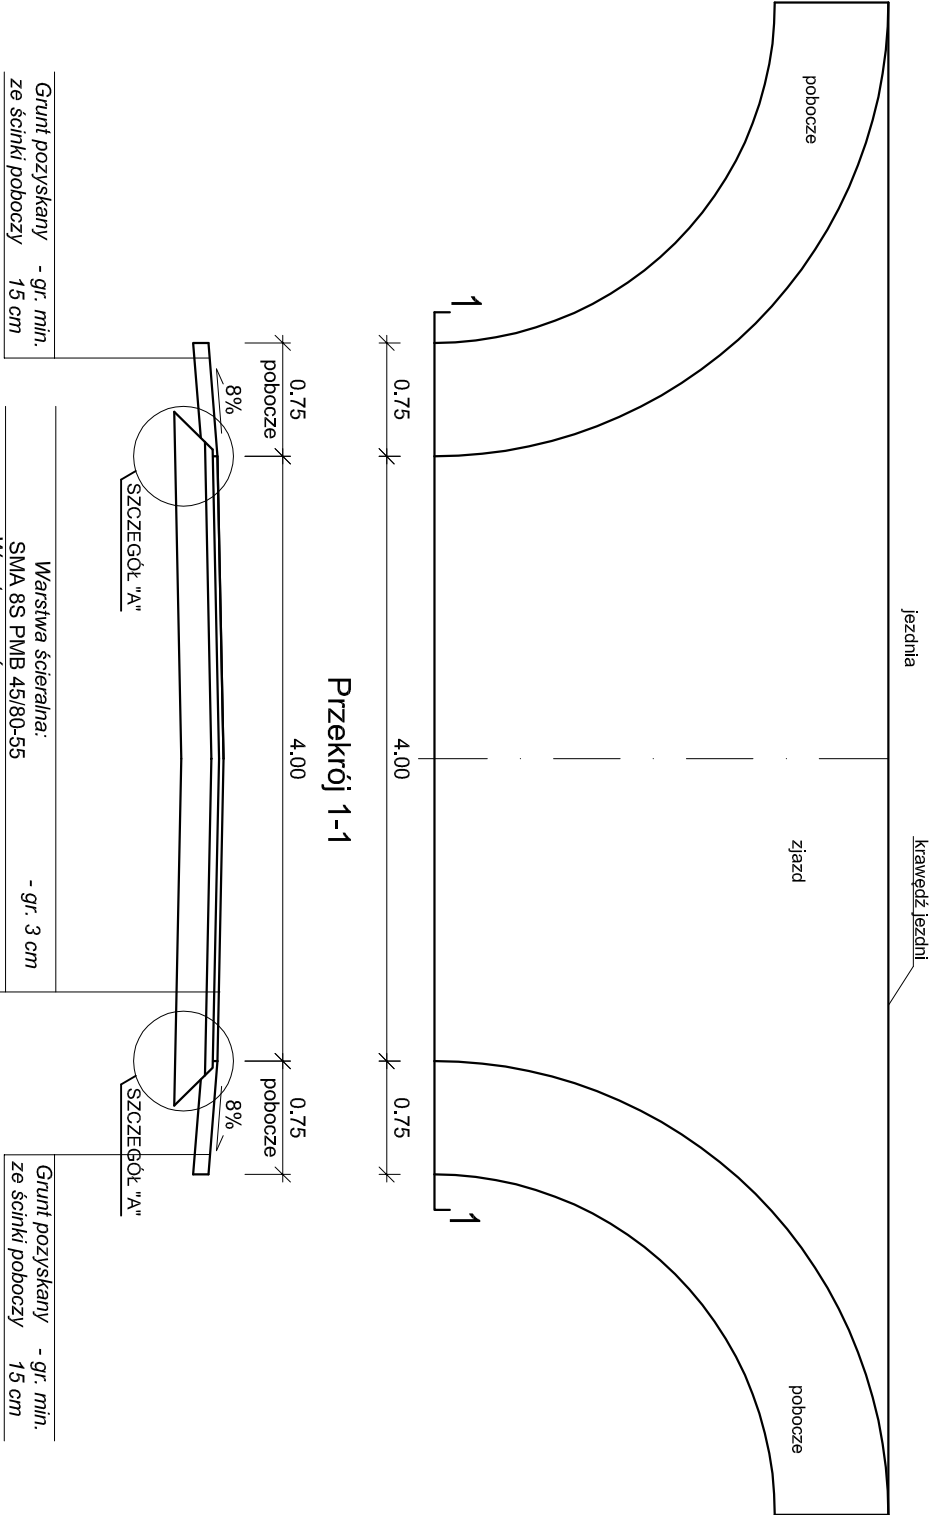 krawędź jezdni
jezdnia
pobocze
zjazd
pobocze
1
1
0.75
4.00
0.75
Przekrój 1-1
0.75
4.00
0.75
pobocze
pobocze
8%
8%
SZCZEGÓŁ "A"
SZCZEGÓŁ "A"
Grunt pozyskany - gr. min.
ze ścinki poboczy 15 cm
Warstwa ścieralna:
SMA 8S PMB 45/80-55 - gr. 3 cm
Grunt pozyskany - gr. min.
ze ścinki poboczy 15 cm